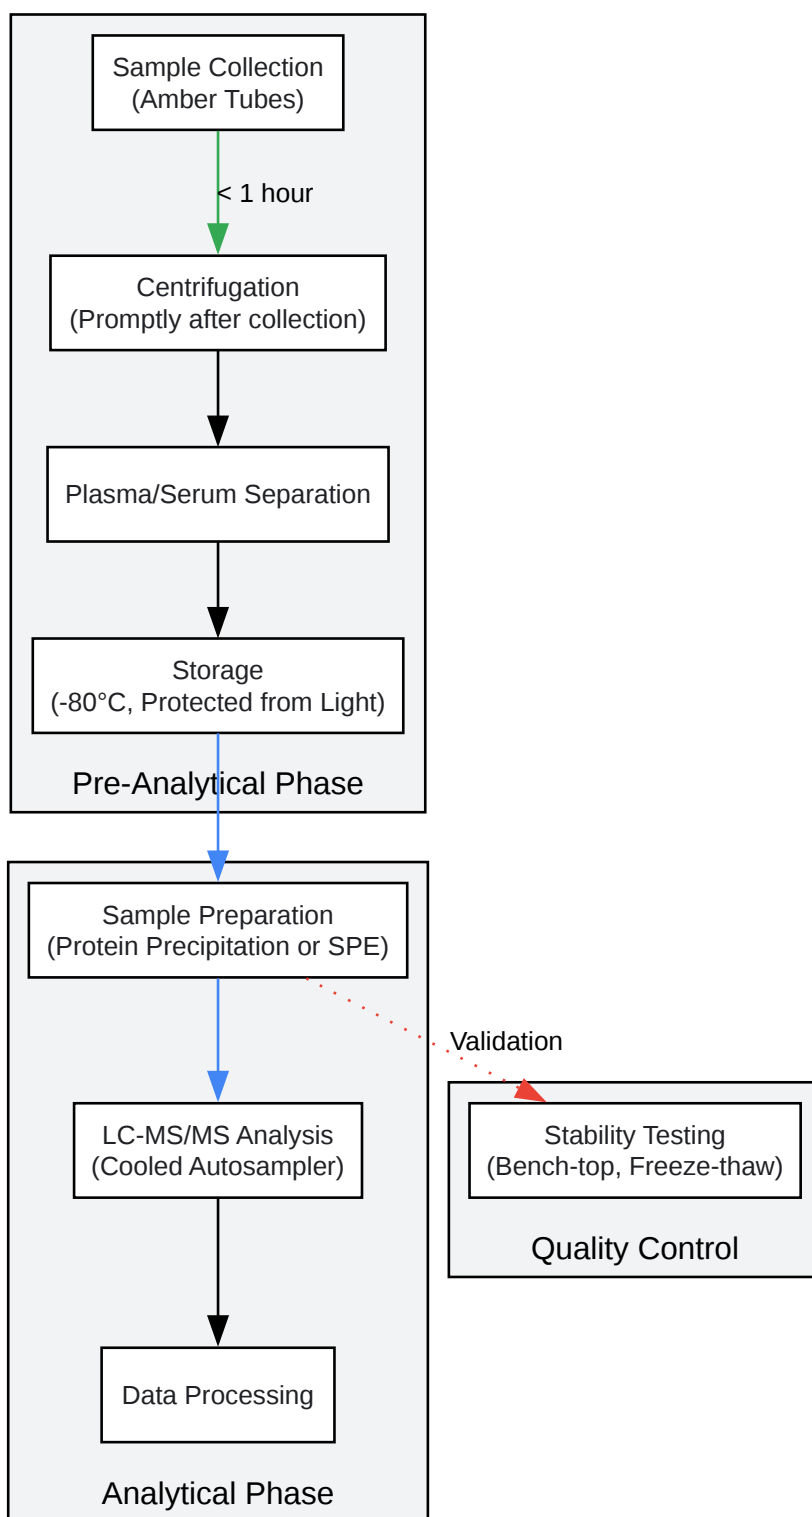 Sample Collection
(Amber Tubes)
< 1 hour
Centrifugation
(Promptly after collection)
Plasma/Serum Separation
Storage
(-80°C, Protected from Light)
Pre-Analytical Phase
Sample Preparation
(Protein Precipitation or SPE)
Validation
LC-MS/MS Analysis
(Cooled Autosampler)
Stability Testing
(Bench-top, Freeze-thaw)
Quality Control
Data Processing
Analytical Phase